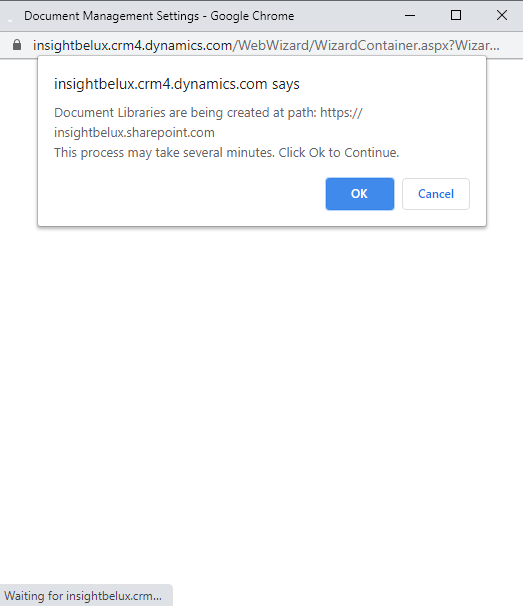 Document Management Settings - Google Chrome
insightbelux.crm4.dynamics.com/WebWizard/WizardContainer.aspx?Wizar...
insightbelux.crm4.dynamics.com says
Document Libraries are being created at path: https://
insightbelux.sharepoint.com
This process may take several minutes. Click Ok to Continue.
OK
Cancel
Waiting for insightbelux.crm...